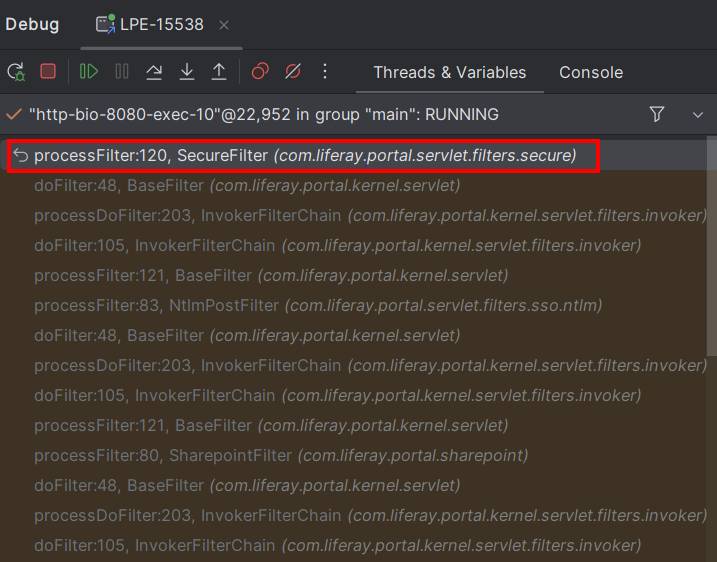 Debug LPE-15538
Threads & Variables Console
"http-bio-8080-exec-10"@22,952 in group "main": RUNNING
processFilter:120, SecureFilter (com.liferay.portal.servlet.filters.secure)
doFilter:48, BaseFilter (com.liferay.portal.kernel.servlet)
processDoFilter:203, InvokerFilterChain (com.liferay.portal.kernel.servlet.filters.invoker)
doFilter:105, InvokerFilterChain (com.liferay.portal.kernel.servlet.filters.invoker)
processFilter:121, BaseFilter (com.liferay.portal.kernel.servlet)
processFilter:83, NtlmPostFilter (com.liferay.portal.servlet.filters.sso.ntlm)
doFilter:48, BaseFilter (com.liferay.portal.kernel.servlet)
processDoFilter:203, InvokerFilterChain (com.liferay.portal.kernel.servlet.filters.invoker)
doFilter:105, InvokerFilterChain (com.liferay.portal.kernel.servlet.filters.invoker)
processFilter:121, BaseFilter (com.liferay.portal.kernel.servlet)
processFilter:80, SharepointFilter (com.liferay.portal.sharepoint)
doFilter:48, BaseFilter (com.liferay.portal.kernel.servlet)
processDoFilter:203, InvokerFilterChain (com.liferay.portal.kernel.servlet.filters.invoker)
doFilter:105, InvokerFilterChain (com.liferay.portal.kernel.servlet.filters.invoker)